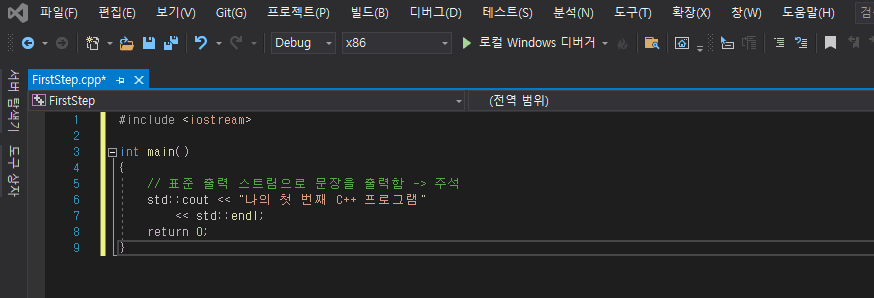 파일(F) 편집(E) 보기(V) Git(G) 프로젝트(P) 빌드(B) 디버그(D) 테스트(S) 분석(N) 도구(T) 확장(X) 창(W) 도움말(H) 검색
Debug x86 로컬 Windows 디버거
서버 탐색기
도구 상자
FirstStep.cpp*
FirstStep (전역 범위)
1 #include <iostream>
2
3 int main()
4 {
5 // 표준 출력 스트림으로 문장을 출력함 -> 주석
6 std::cout << "나의 첫 번째 C++ 프로그램"
7 << std::endl;
8 return 0;
9 }